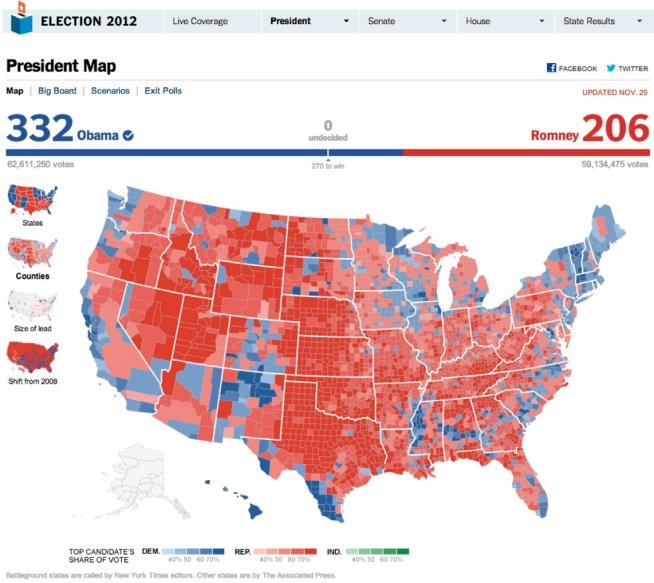 ELECTION 2012 Live Coverage President Senate House State Results
President Map
FACEBOOK TWITTER
Map | Big Board | Scenarios | Exit Polls
UPDATED NOV. 29
332 Obama
0
undecided
Romney 206
62,611,250 votes
270 to win
59,134,475 votes
States
Counties
Size of lead
Shift from 2008
TOP CANDIDATE'S SHARE OF VOTE
DEM. 40% 50 60 70%
REP. 40% 50 60 70%
IND. 40% 50 60 70%
Battleground states are called by New York Times editors. Other states are by The Associated Press.